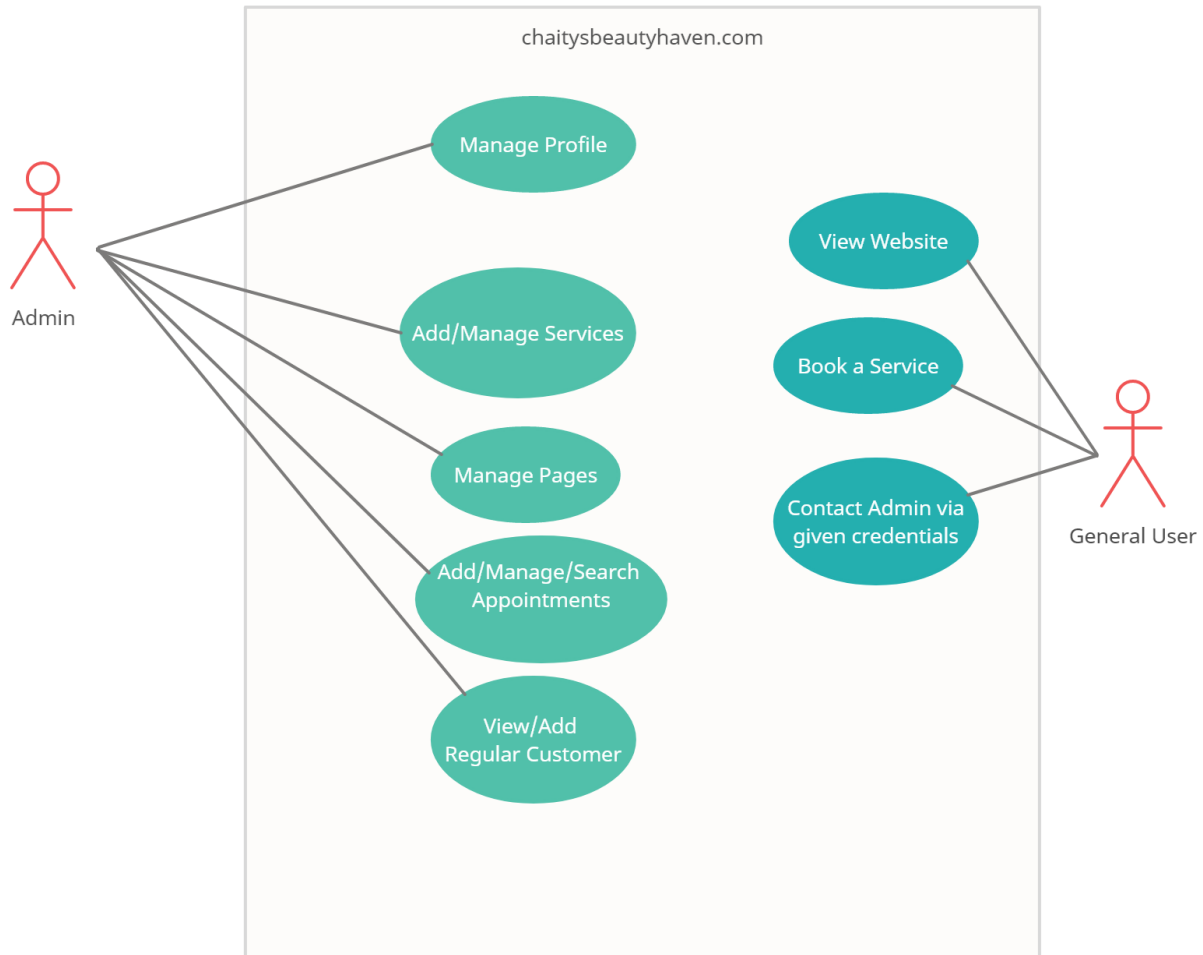 chaitysbeautyhaven.com
Manage Profile
View Website
Admin
Add/Manage Services
Book a Service
Manage Pages
Contact Admin via
given credentials
General User
Add/Manage/Search
Appointments
View/Add
Regular Customer